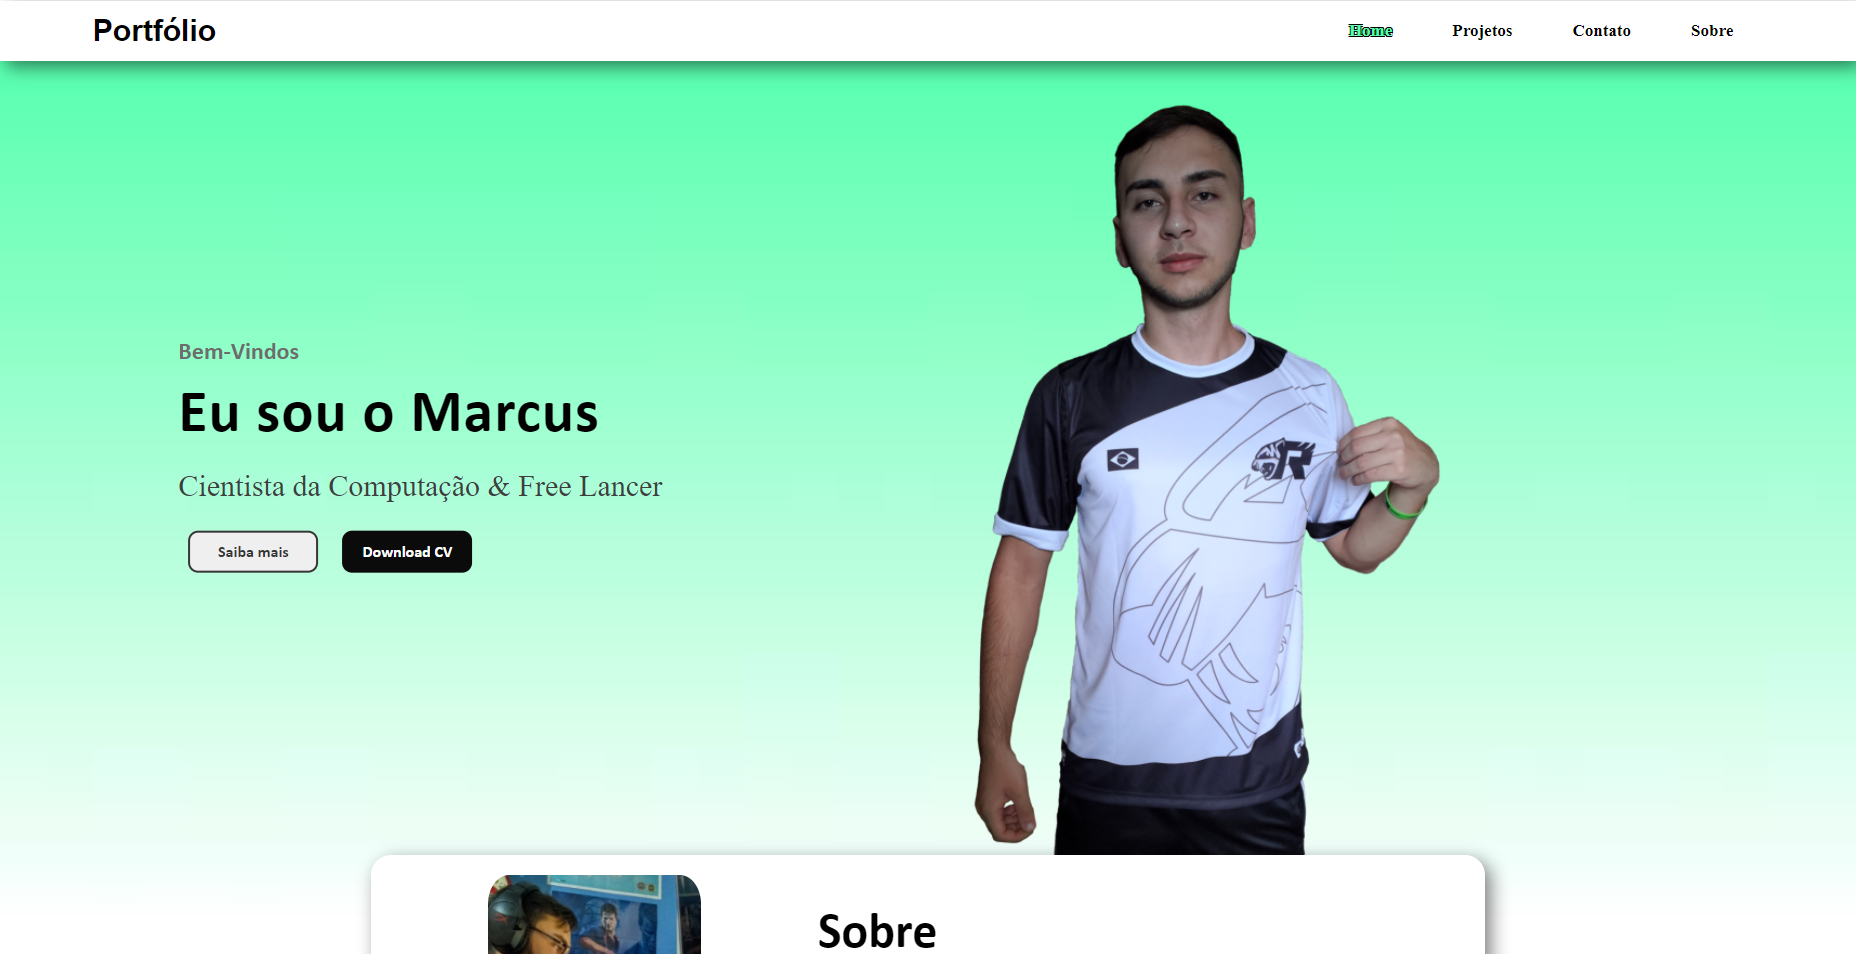 Portfólio
Home
Projetos
Contato
Sobre
Bem-Vindos
Eu sou o Marcus
Cientista da Computação & Free Lancer
Saiba mais
Download CV
R
Sobre